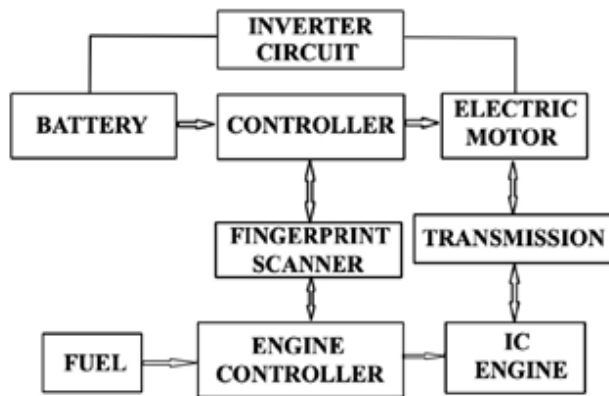 INVERTER
CIRCUIT
BATTERY
CONTROLLER
ELECTRIC
MOTOR
FINGERPRINT
SCANNER
TRANSMISSION
FUEL
ENGINE
CONTROLLER
IC
ENGINE